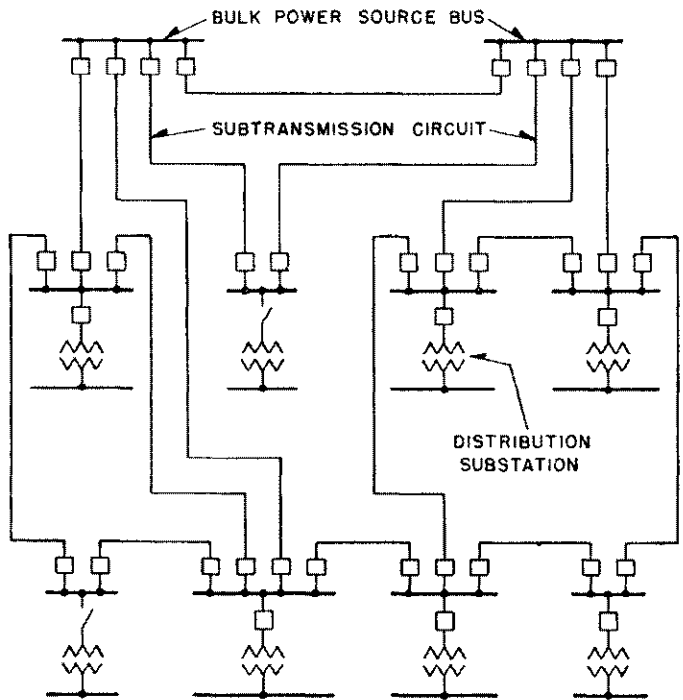 BULK POWER SOURCE BUS
SUBTRANSMISSION CIRCUIT
DISTRIBUTION
SUBSTATION